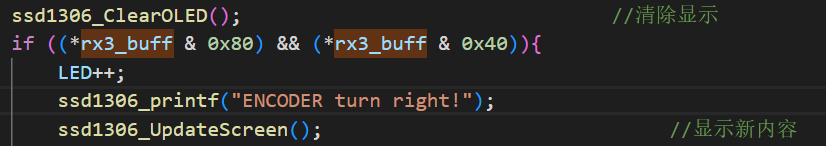 ssd1306_ClearOLED(); //清除显示
if ((*rx3_buff & 0x80) && (*rx3_buff & 0x40)){
LED++;
ssd1306_printf("ENCODER turn right!");
ssd1306_UpdateScreen(); //显示新内容